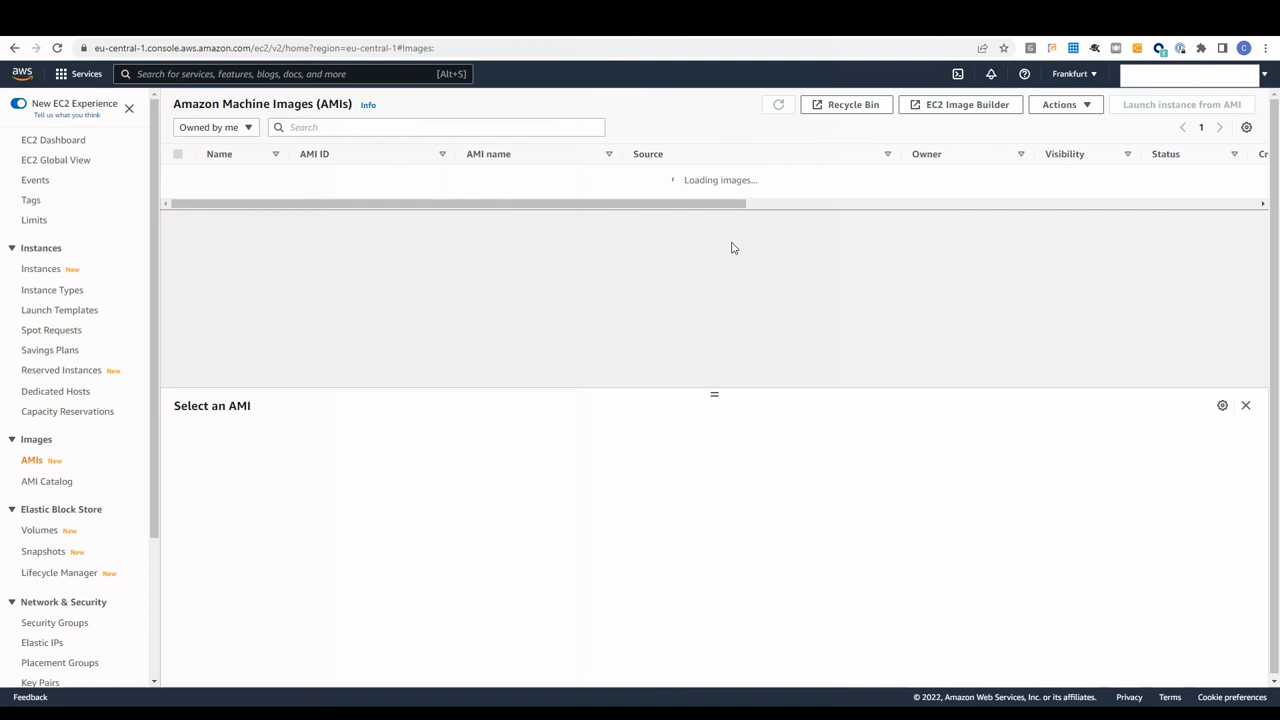 eu-central-1.console.aws.amazon.com/ec2/v2/home?region=eu-central-1#Images:
aws Services Search for services, features, blogs, docs, and more [Alt+S] Frankfurt
New EC2 Experience
Tell us what you think
EC2 Dashboard
EC2 Global View
Events
Tags
Limits
Instances
Instances New
Instance Types
Launch Templates
Spot Requests
Savings Plans
Reserved Instances New
Dedicated Hosts
Capacity Reservations
Images
AMIs New
AMI Catalog
Elastic Block Store
Volumes New
Snapshots New
Lifecycle Manager New
Network & Security
Security Groups
Elastic IPs
Placement Groups
Key Pairs
Amazon Machine Images (AMIs) Info
Recycle Bin EC2 Image Builder Actions Launch instance from AMI
Owned by me Search 1
Name AMI ID AMI name Source Owner Visibility Status Cr
Loading images...
Select an AMI
Feedback © 2022, Amazon Web Services, Inc. or its affiliates. Privacy Terms Cookie preferences